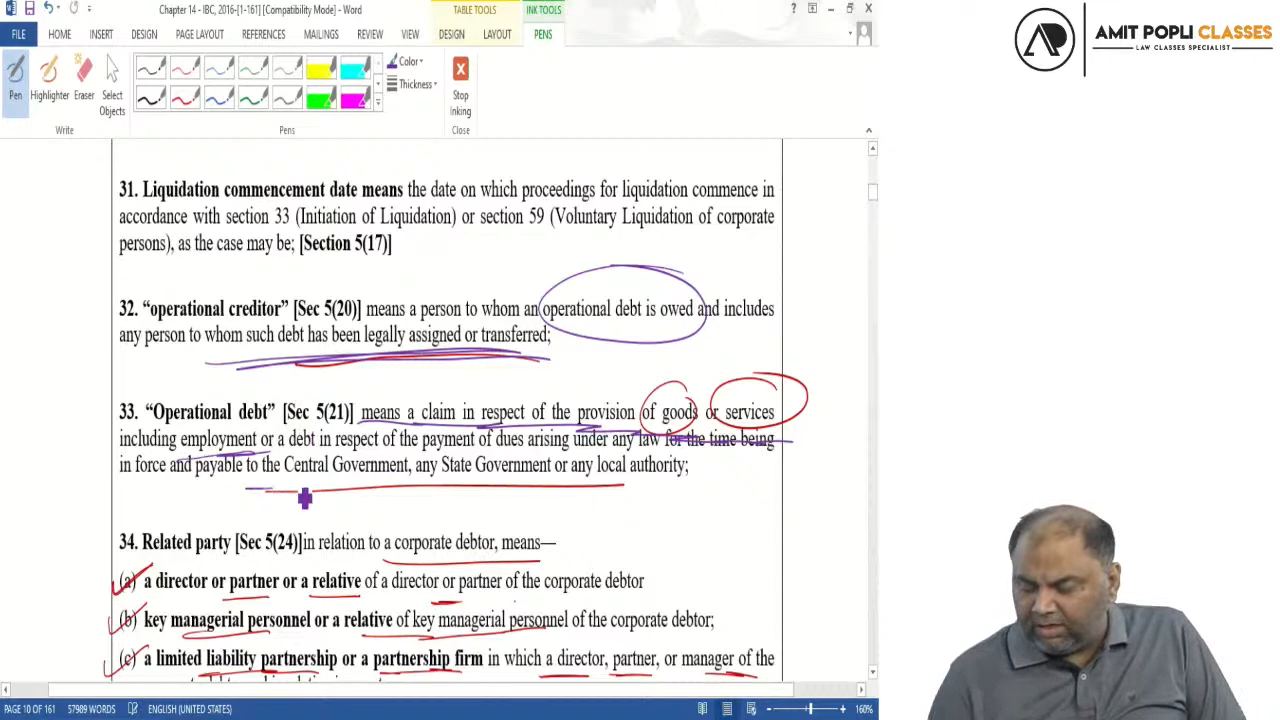 Chapter 14 - IBC, 2016-[1-161] [Compatibility Mode] - Word
TABLE TOOLS
INK TOOLS
FILE HOME INSERT DESIGN PAGE LAYOUT REFERENCES MAILINGS REVIEW VIEW DESIGN LAYOUT PENS
Pen Highlighter Eraser Select Objects
Color
Thickness
Stop Inking
Write Pens Close
AMIT POPLI CLASSES
LAW CLASSES SPECIALIST
31. Liquidation commencement date means the date on which proceedings for liquidation commence in
accordance with section 33 (Initiation of Liquidation) or section 59 (Voluntary Liquidation of corporate
persons), as the case may be; [Section 5(17)]
32. “operational creditor” [Sec 5(20)] means a person to whom an operational debt is owed and includes
any person to whom such debt has been legally assigned or transferred;
33. “Operational debt” [Sec 5(21)] means a claim in respect of the provision of goods or services
including employment or a debt in respect of the payment of dues arising under any law for the time being
in force and payable to the Central Government, any State Government or any local authority;
34. Related party [Sec 5(24)]in relation to a corporate debtor, means—
(a) a director or partner or a relative of a director or partner of the corporate debtor
(b) key managerial personnel or a relative of key managerial personnel of the corporate debtor;
(c) a limited liability partnership or a partnership firm in which a director, partner, or manager of the
PAGE 10 OF 161 57989 WORDS ENGLISH (UNITED STATES) 160%